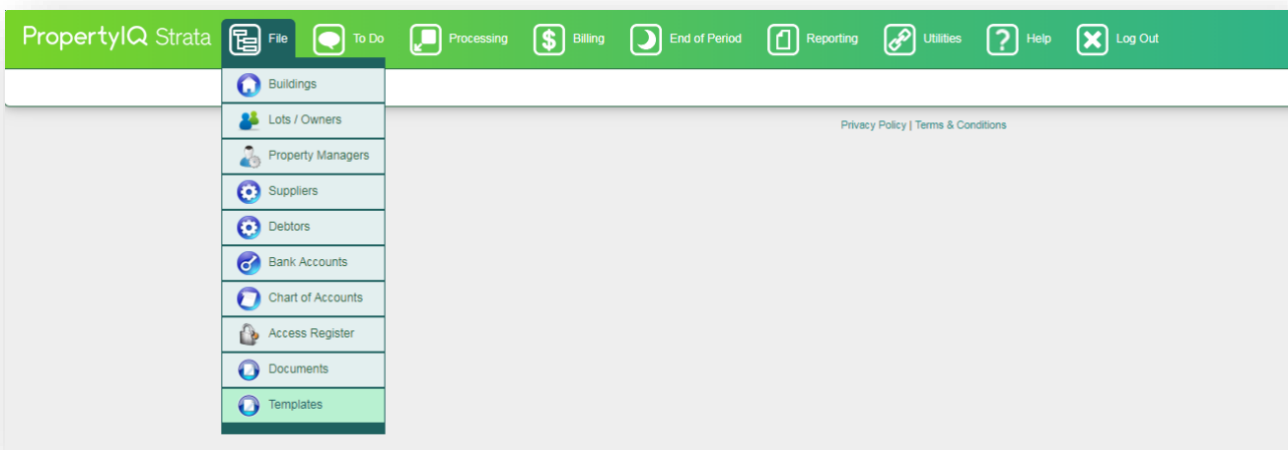 PropertyIQ Strata File To Do Processing Billing End of Period Reporting Utilities Help Log Out
Buildings
Lots / Owners
Property Managers
Suppliers
Debtors
Bank Accounts
Chart of Accounts
Access Register
Documents
Templates
Privacy Policy | Terms & Conditions